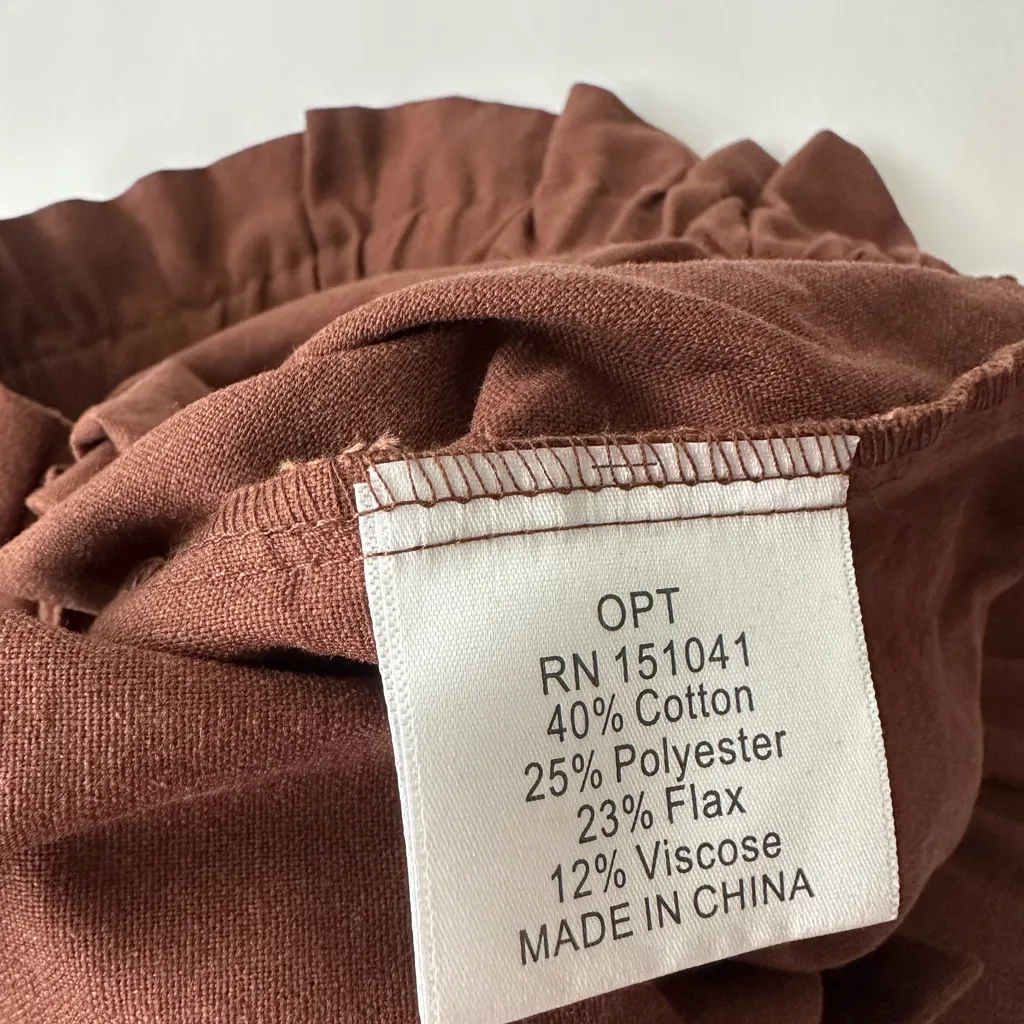 OPT
RN 151041
40% Cotton
25% Polyester
23% Flax
12% Viscose
MADE IN CHINA